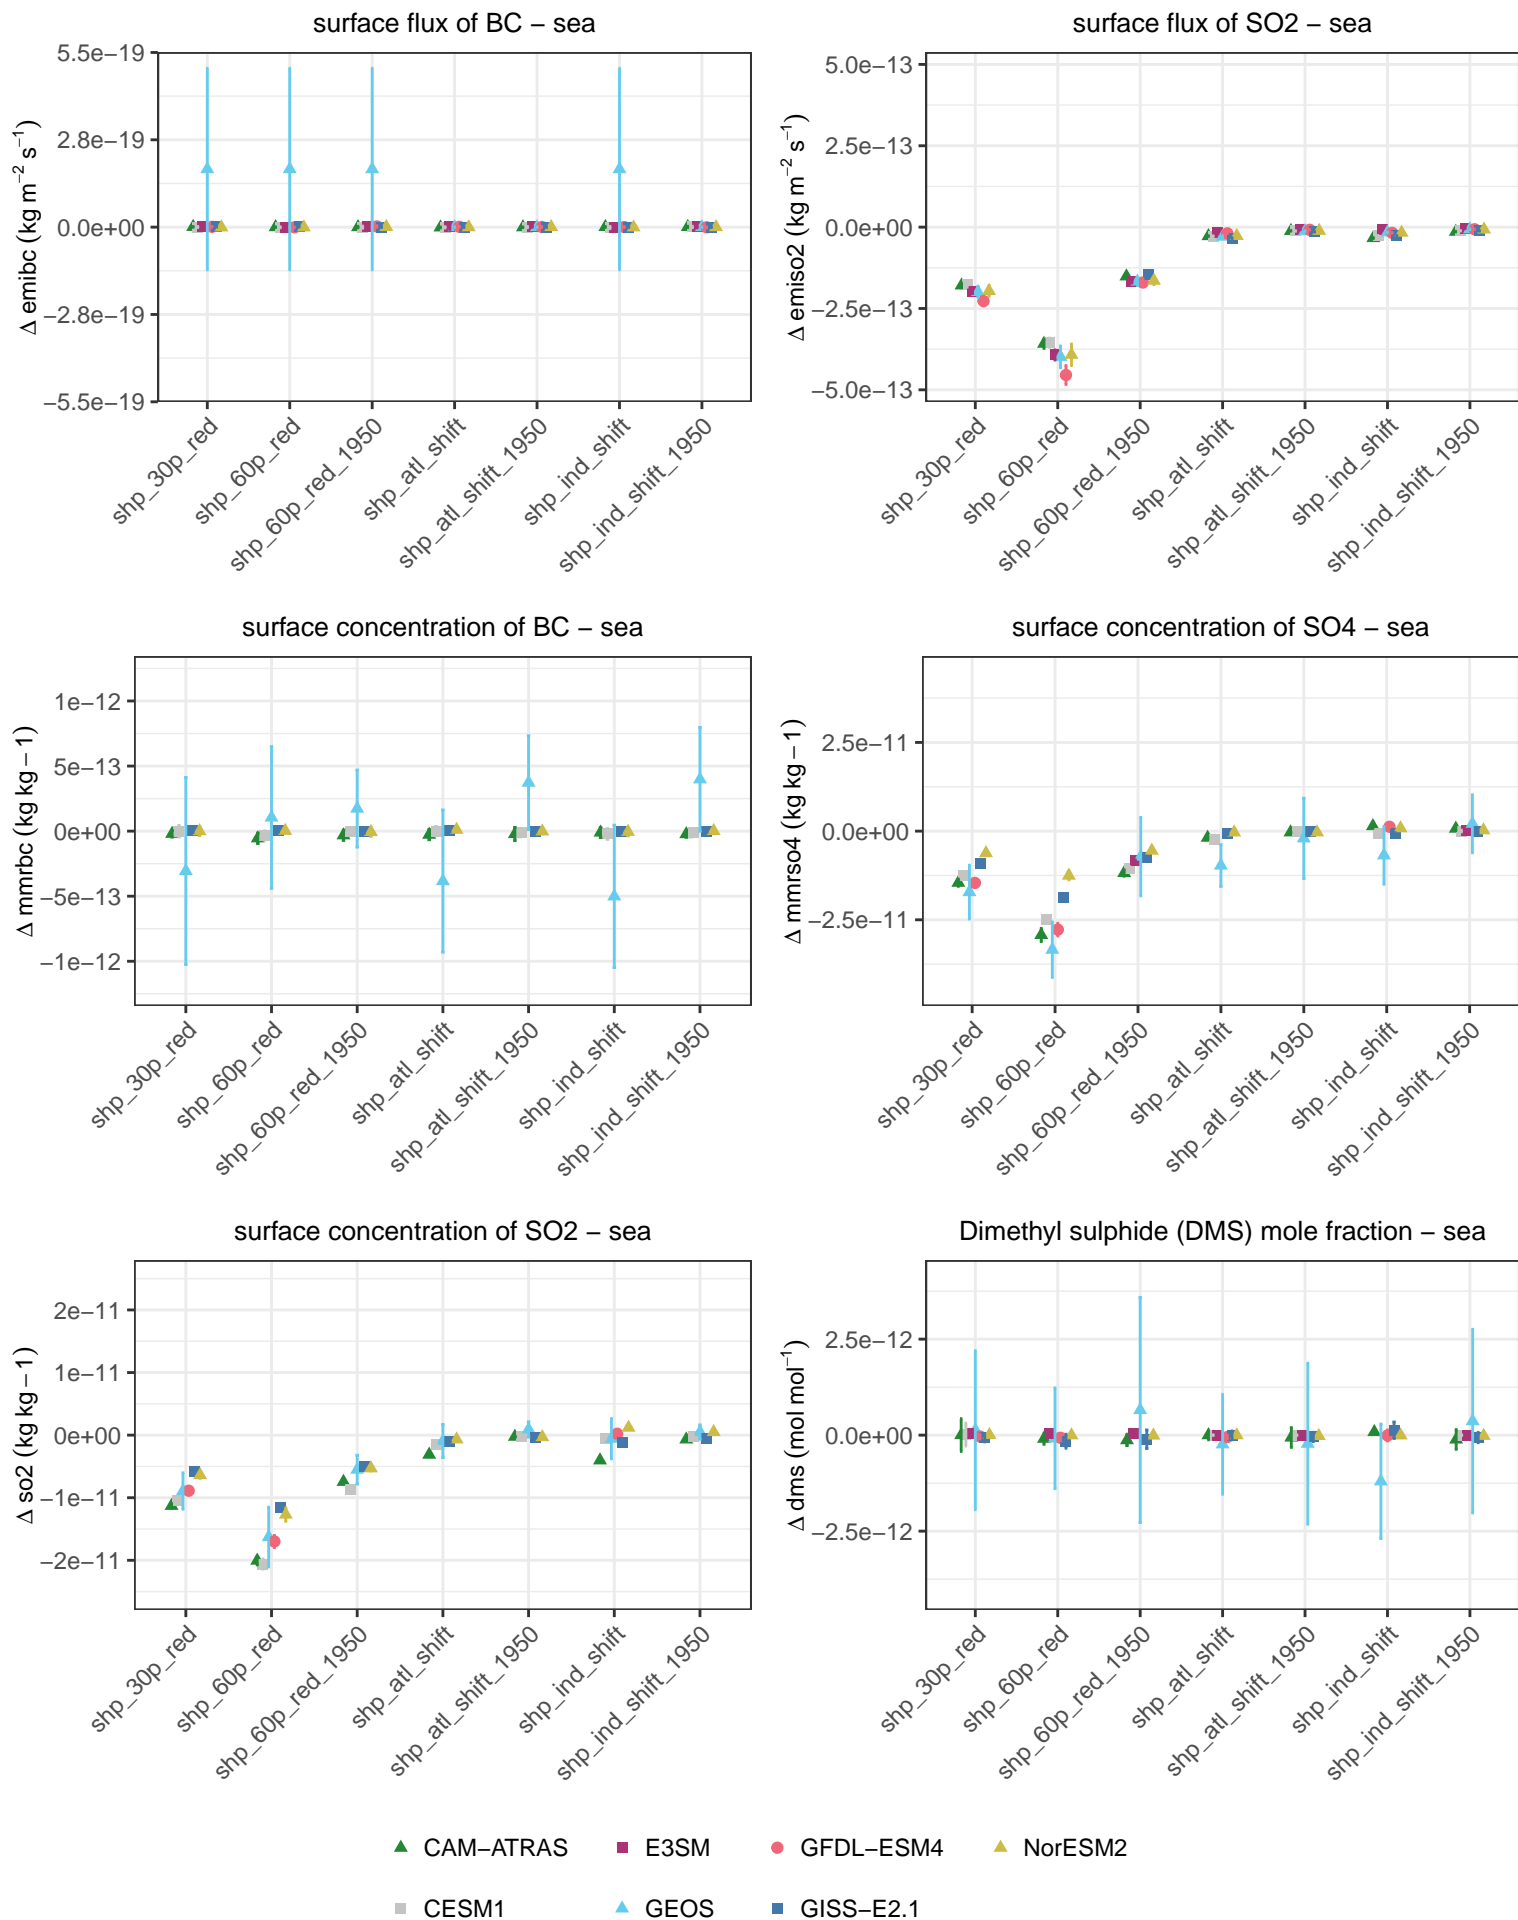 surface flux of BC − sea
Δ emibc (kg m⁻² s⁻¹)
5.5e−19
2.8e−19
0.0e+00
−2.8e−19
−5.5e−19
shp_30p_red
shp_60p_red
shp_60p_red_1950
shp_atl_shift
shp_atl_shift_1950
shp_ind_shift
shp_ind_shift_1950
surface flux of SO2 − sea
Δ emiso2 (kg m⁻² s⁻¹)
5.0e−13
2.5e−13
0.0e+00
−2.5e−13
−5.0e−13
shp_30p_red
shp_60p_red
shp_60p_red_1950
shp_atl_shift
shp_atl_shift_1950
shp_ind_shift
shp_ind_shift_1950
surface concentration of BC − sea
Δ mmrbc (kg kg − 1)
1e−12
5e−13
0e+00
−5e−13
−1e−12
shp_30p_red
shp_60p_red
shp_60p_red_1950
shp_atl_shift
shp_atl_shift_1950
shp_ind_shift
shp_ind_shift_1950
surface concentration of SO4 − sea
Δ mmrso4 (kg kg − 1)
2.5e−11
0.0e+00
−2.5e−11
shp_30p_red
shp_60p_red
shp_60p_red_1950
shp_atl_shift
shp_atl_shift_1950
shp_ind_shift
shp_ind_shift_1950
surface concentration of SO2 − sea
Δ so2 (kg kg − 1)
2e−11
1e−11
0e+00
−1e−11
−2e−11
shp_30p_red
shp_60p_red
shp_60p_red_1950
shp_atl_shift
shp_atl_shift_1950
shp_ind_shift
shp_ind_shift_1950
Dimethyl sulphide (DMS) mole fraction − sea
Δ dms (mol mol⁻¹)
2.5e−12
0.0e+00
−2.5e−12
shp_30p_red
shp_60p_red
shp_60p_red_1950
shp_atl_shift
shp_atl_shift_1950
shp_ind_shift
shp_ind_shift_1950
CAM−ATRAS E3SM GFDL−ESM4 NorESM2
CESM1 GEOS GISS−E2.1